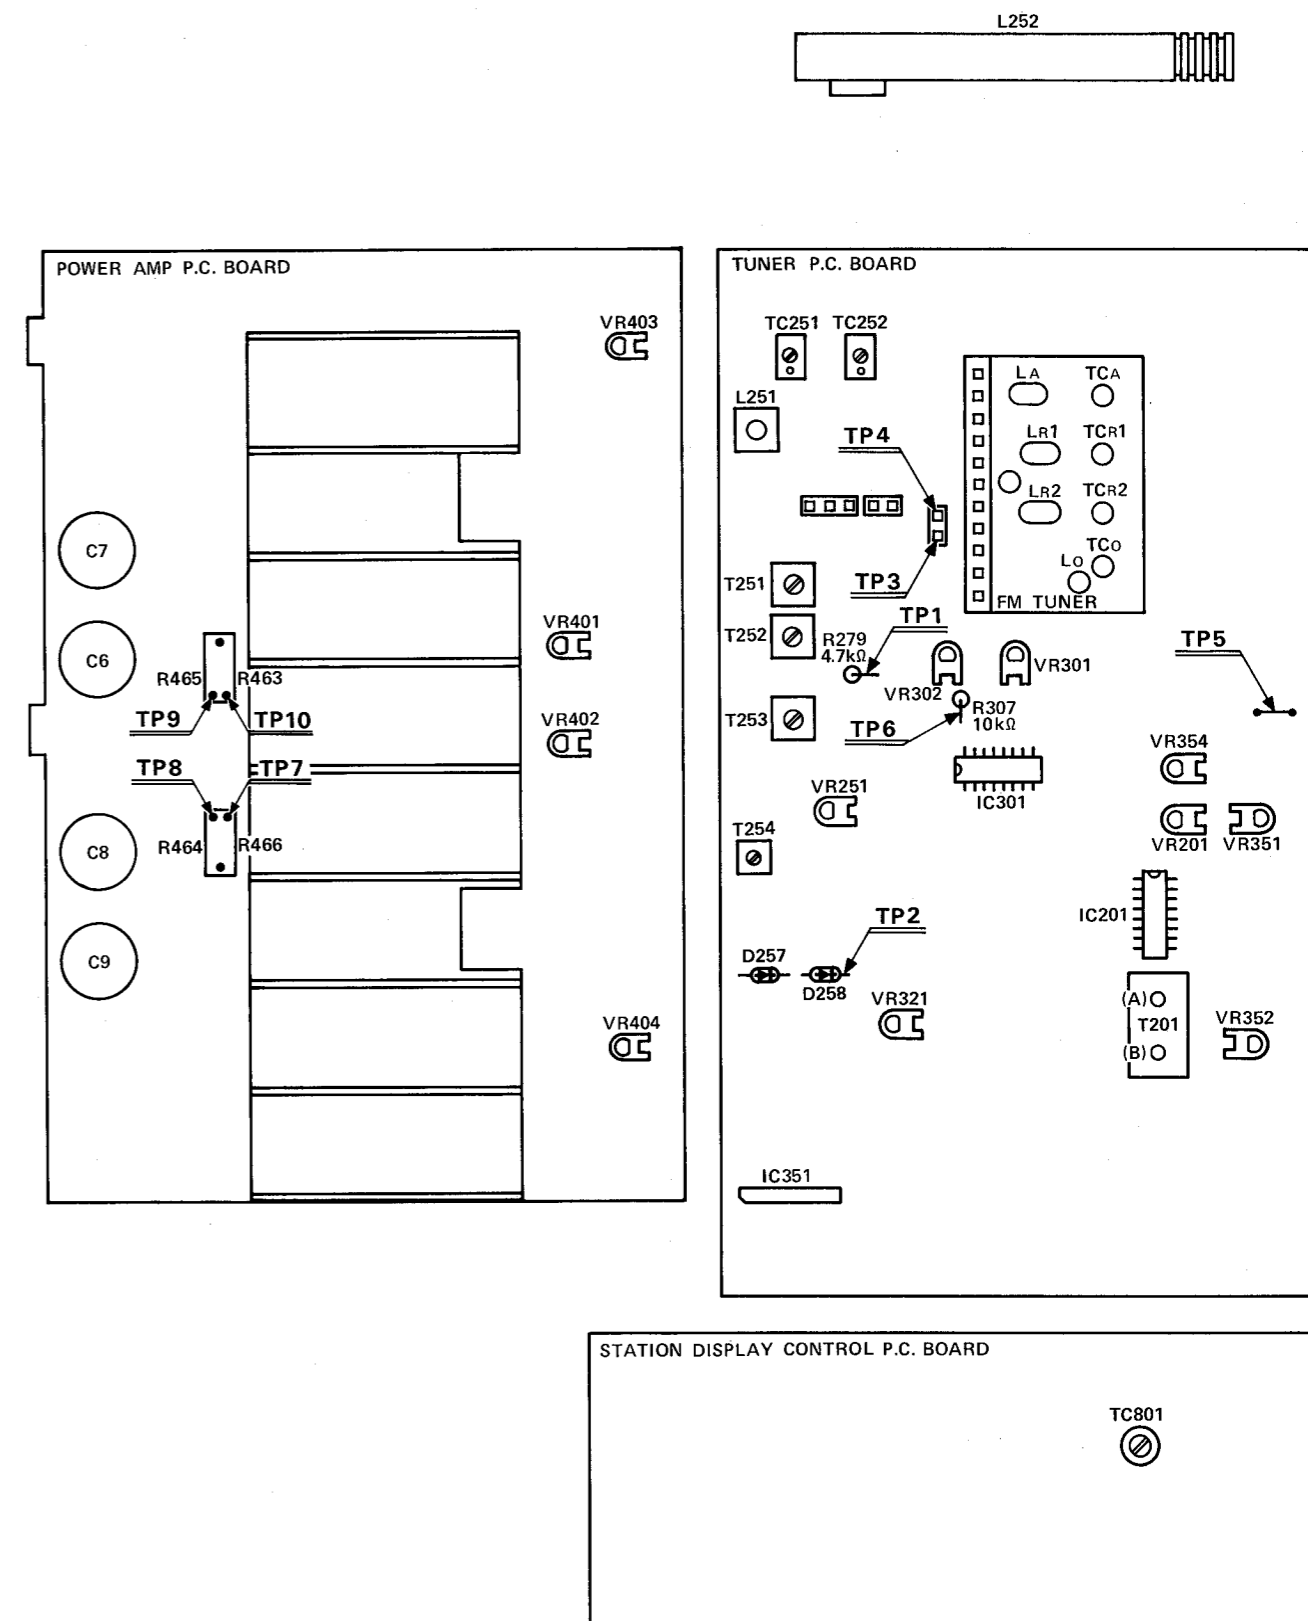 L252
POWER AMP P.C. BOARD
VR403
C7
C6
VR401
R465 R463
TP9 TP10
VR402
TP8 TP7
R464 R466
C8
C9
VR404
TUNER P.C. BOARD
TC251 TC252
L251
TP4
LA TCA
LR1 TCR1
LR2 TCR2
TCO
LO
FM TUNER
T251
TP3
T252
R279
4.7kΩ
TP1
VR302
VR301
TP5
T253
TP6
R307
10kΩ
VR354
VR251
IC301
T254
VR201 VR351
IC201
TP2
D257
D258
VR321
(A)
T201
(B)
VR352
IC351
STATION DISPLAY CONTROL P.C. BOARD
TC801